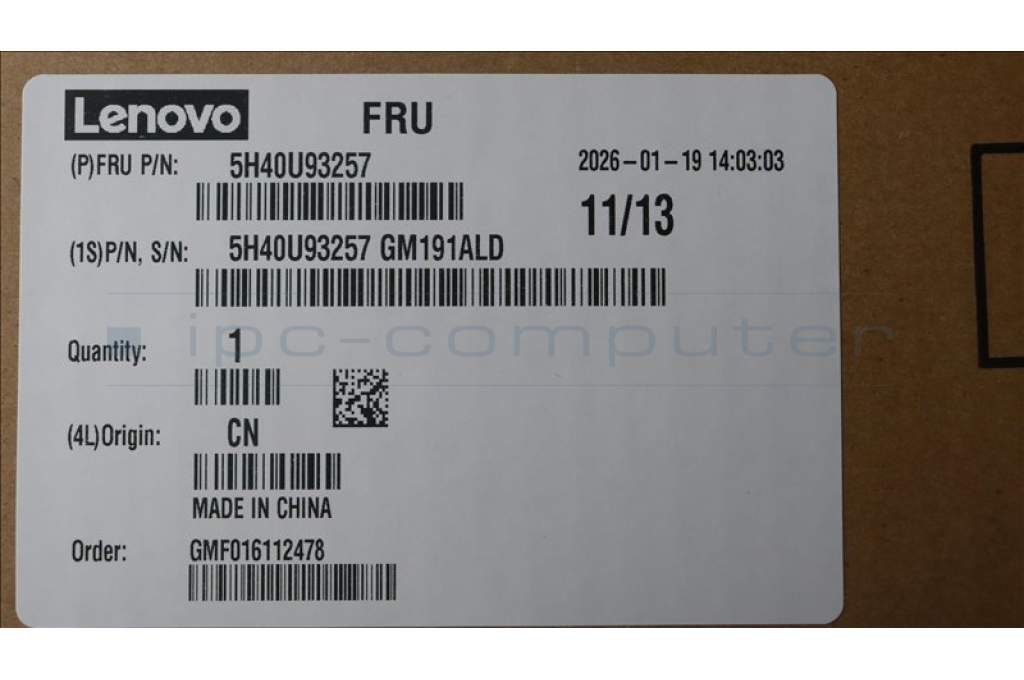 Lenovo FRU
(P)FRU P/N: 5H40U93257 2026-01-19 14:03:03
11/13
(1S)P/N, S/N: 5H40U93257 GM191ALD
ipc-computer
Quantity: 1
(4L)Origin: CN
MADE IN CHINA
Order: GMF016112478